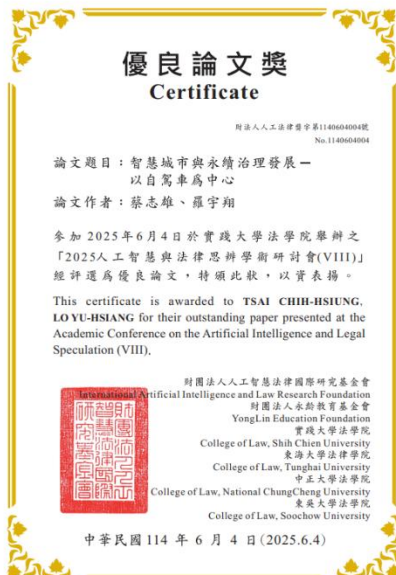 優良論文獎
Certificate
財法人人工法律營字第1140604004號
No.1140604004
論文題目：智慧城市與永續治理發展－
以自駕車為中心
論文作者：蔡志雄、羅宇翔
參加2025年6月4日於實踐大學法學院舉辦之
「2025人工智慧與法律思辨學術研討會(VIII)」
經評選為優良論文，特頒此狀，以資表揚。
This certificate is awarded to TSAI CHIH-HSIUNG,
LO YU-HSIANG for their outstanding paper presented at the
Academic Conference on the Artificial Intelligence and Legal
Speculation (VIII).
財團法人人工智慧法律國際研究基金會
International Artificial Intelligence and Law Research Foundation
財團法人永齡教育基金會
YongLin Education Foundation
實踐大學法學院
College of Law, Shih Chien University
東海大學法律學院
College of Law, Tunghai University
中正大學法學院
College of Law, National ChungCheng University
東吳大學法學院
College of Law, Soochow University
中華民國114年6月4日(2025.6.4)